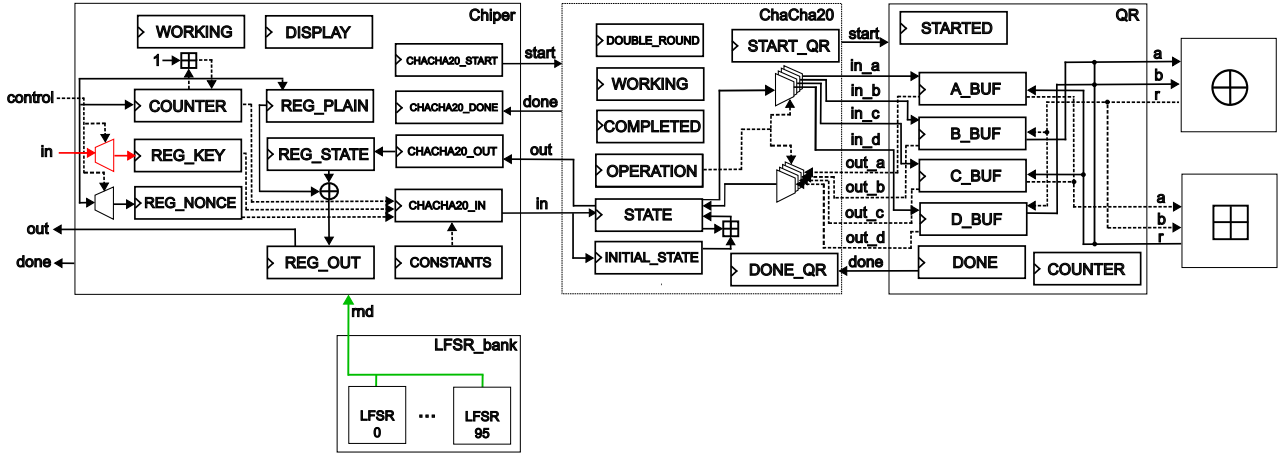 Chiper
WORKING
DISPLAY
1
CHACHA20_START
control
COUNTER
REG_PLAIN
CHACHA20_DONE
in
REG_KEY
REG_STATE
CHACHA20_OUT
REG_NONCE
CHACHA20_IN
out
done
REG_OUT
CONSTANTS
rnd
LFSR_bank
LFSR
0
...
LFSR
95
start
done
out
in
ChaCha20
DOUBLE_ROUND
START_QR
WORKING
COMPLETED
OPERATION
STATE
INITIAL_STATE
DONE_QR
start
in_a
in_b
in_c
in_d
out_a
out_b
out_c
out_d
done
QR
STARTED
A_BUF
B_BUF
C_BUF
D_BUF
DONE
COUNTER
a
b
r
a
b
r